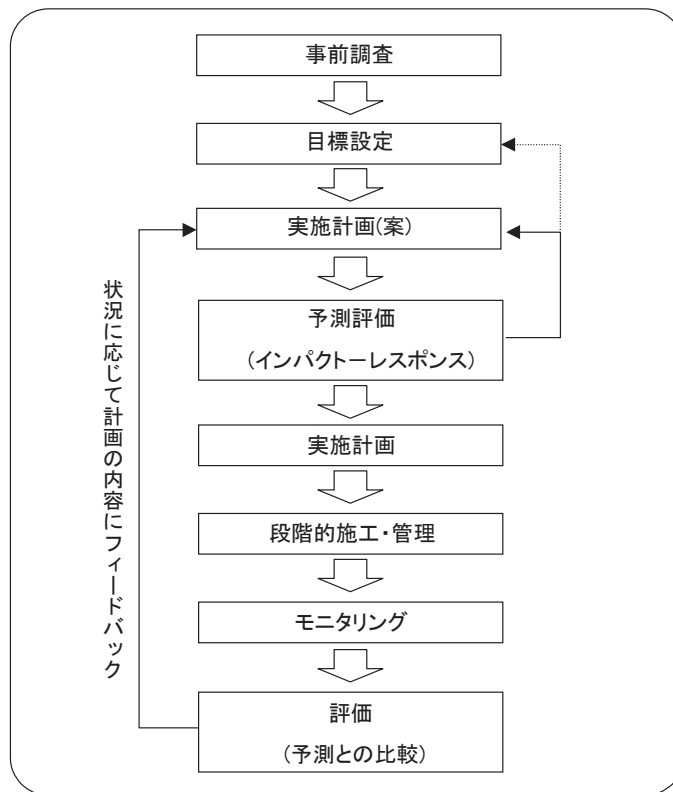 事前調査
目標設定
実施計画(案)
予測評価
(インパクトーレスポンス)
実施計画
段階的施工・管理
モニタリング
評価
(予測との比較)
状況に応じて計画の内容にフィードバック